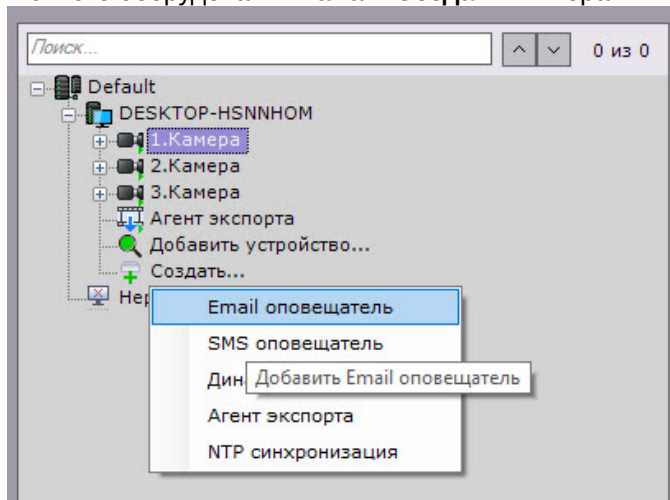 Поиск...
0 из 0
Default
DESKTOP-HSNNHOM
1.Камера
2.Камера
3.Камера
Агент экспорта
Добавить устройство...
Создать...
Email оповещатель
SMS оповещатель
Добавить Email оповещатель
Агент экспорта
NTP синхронизация